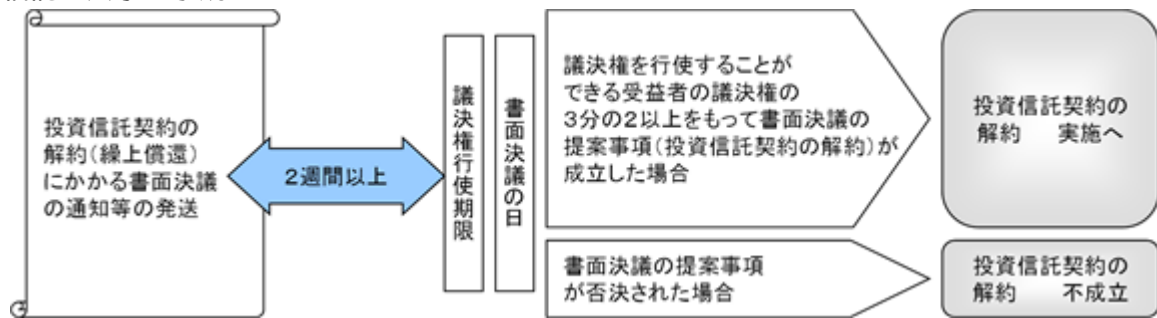 投資信託契約の
解約(繰上償還)
にかかる書面決議
の通知等の発送
2週間以上
議決権行使期限
書面決議の日
議決権を行使することが
できる受益者の議決権の
3分の2以上をもって書面決議の
提案事項(投資信託契約の解約)が
成立した場合
投資信託契約の
解約 実施へ
書面決議の提案事項
が否決された場合
投資信託契約の
解約 不成立